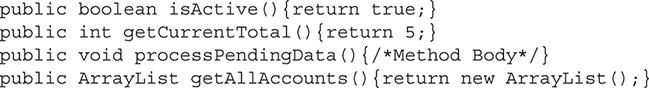 public boolean isActive(){return true;}
public int getCurrentTotal(){return 5;}
public void processPendingData(){/*Method Body*/}
public ArrayList getAllAccounts(){return new ArrayList();}